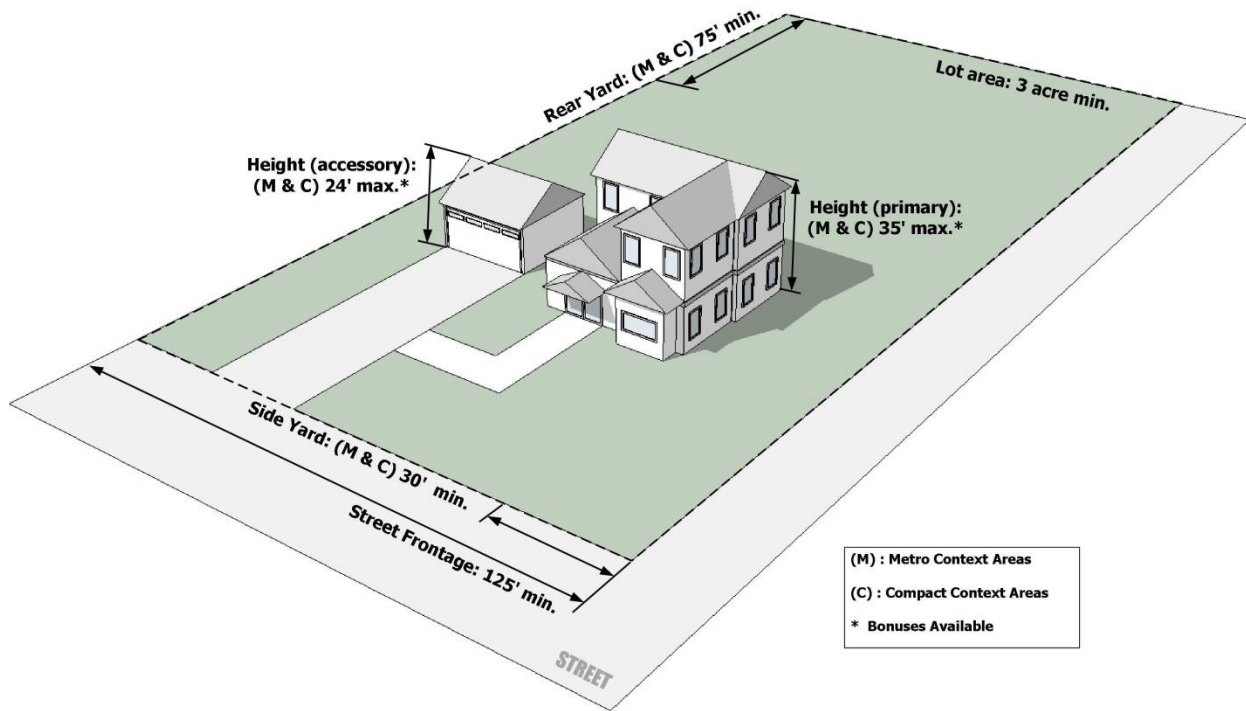 Rear Yard: (M & C) 75' min.
Lot area: 3 acre min.
Height (accessory):
(M & C) 24' max.*
Height (primary):
(M & C) 35' max.*
Side Yard: (M & C) 30' min.
Street Frontage: 125' min.
(M) : Metro Context Areas
(C) : Compact Context Areas
* Bonuses Available
STREET